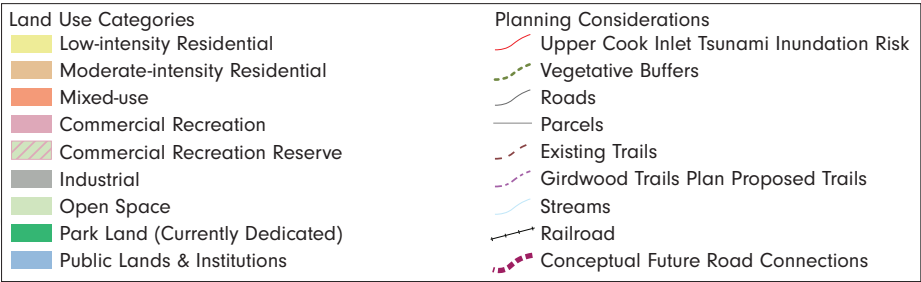 Land Use Categories
Low-intensity Residential
Moderate-intensity Residential
Mixed-use
Commercial Recreation
Commercial Recreation Reserve
Industrial
Open Space
Park Land (Currently Dedicated)
Public Lands & Institutions
Planning Considerations
Upper Cook Inlet Tsunami Inundation Risk
Vegetative Buffers
Roads
Parcels
Existing Trails
Girdwood Trails Plan Proposed Trails
Streams
Railroad
Conceptual Future Road Connections